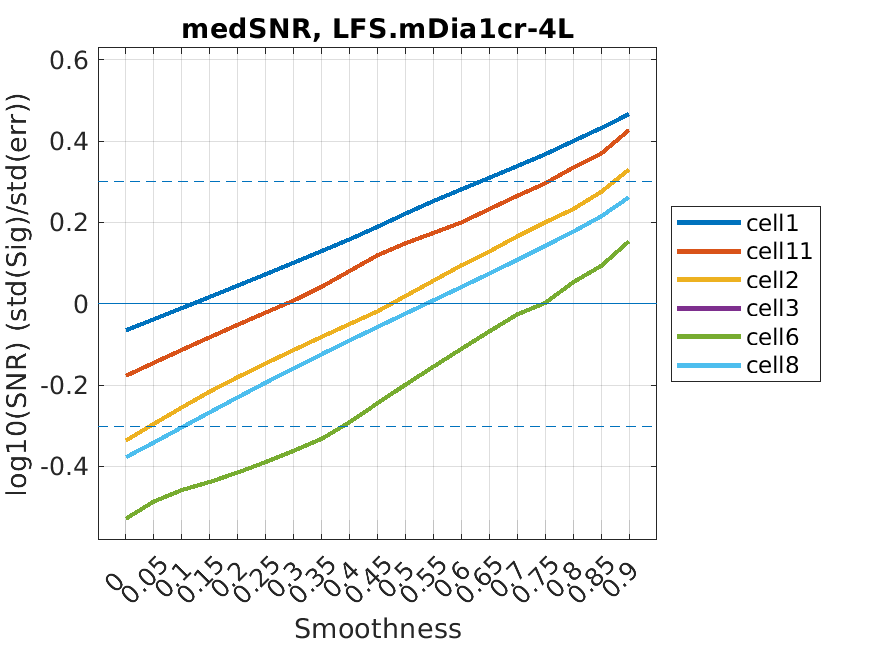 medSNR, LFS.mDia1cr-4L
log10(SNR) (std(Sig)/std(err))
0.6
0.4
0.2
0
-0.2
-0.4
0
0.05
0.1
0.15
0.2
0.25
0.3
0.35
0.4
0.45
0.5
0.55
0.6
0.65
0.7
0.75
0.8
0.85
0.9
Smoothness
cell1
cell11
cell2
cell3
cell6
cell8